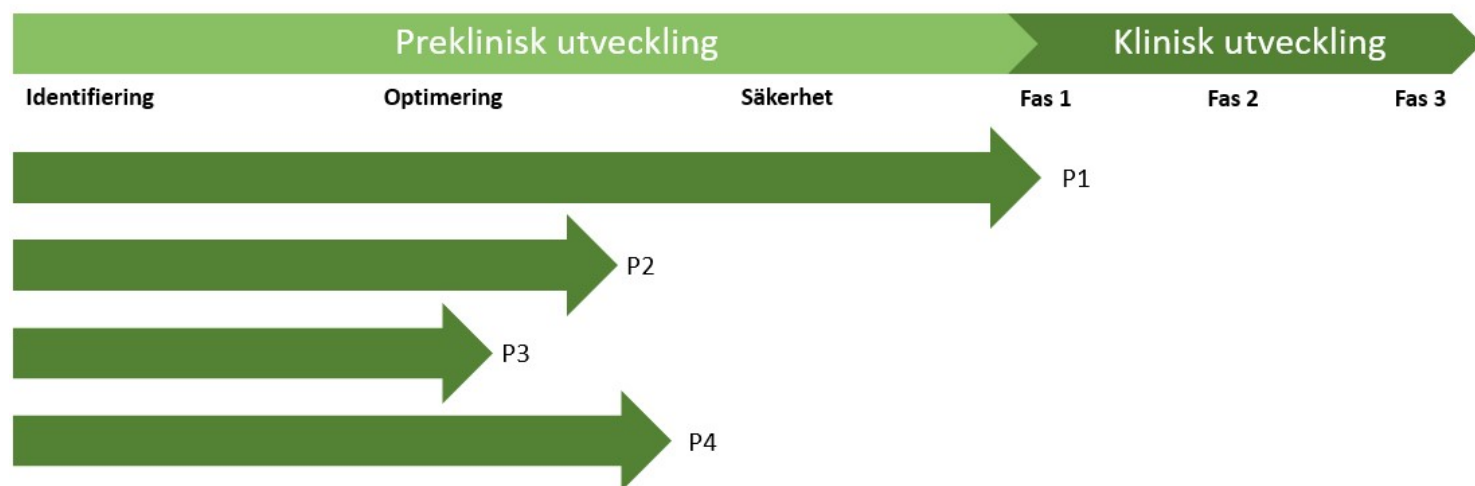 Preklinisk utveckling Klinisk utveckling
Identifiering Optimering Säkerhet Fas 1 Fas 2 Fas 3
P1
P2
P3
P4